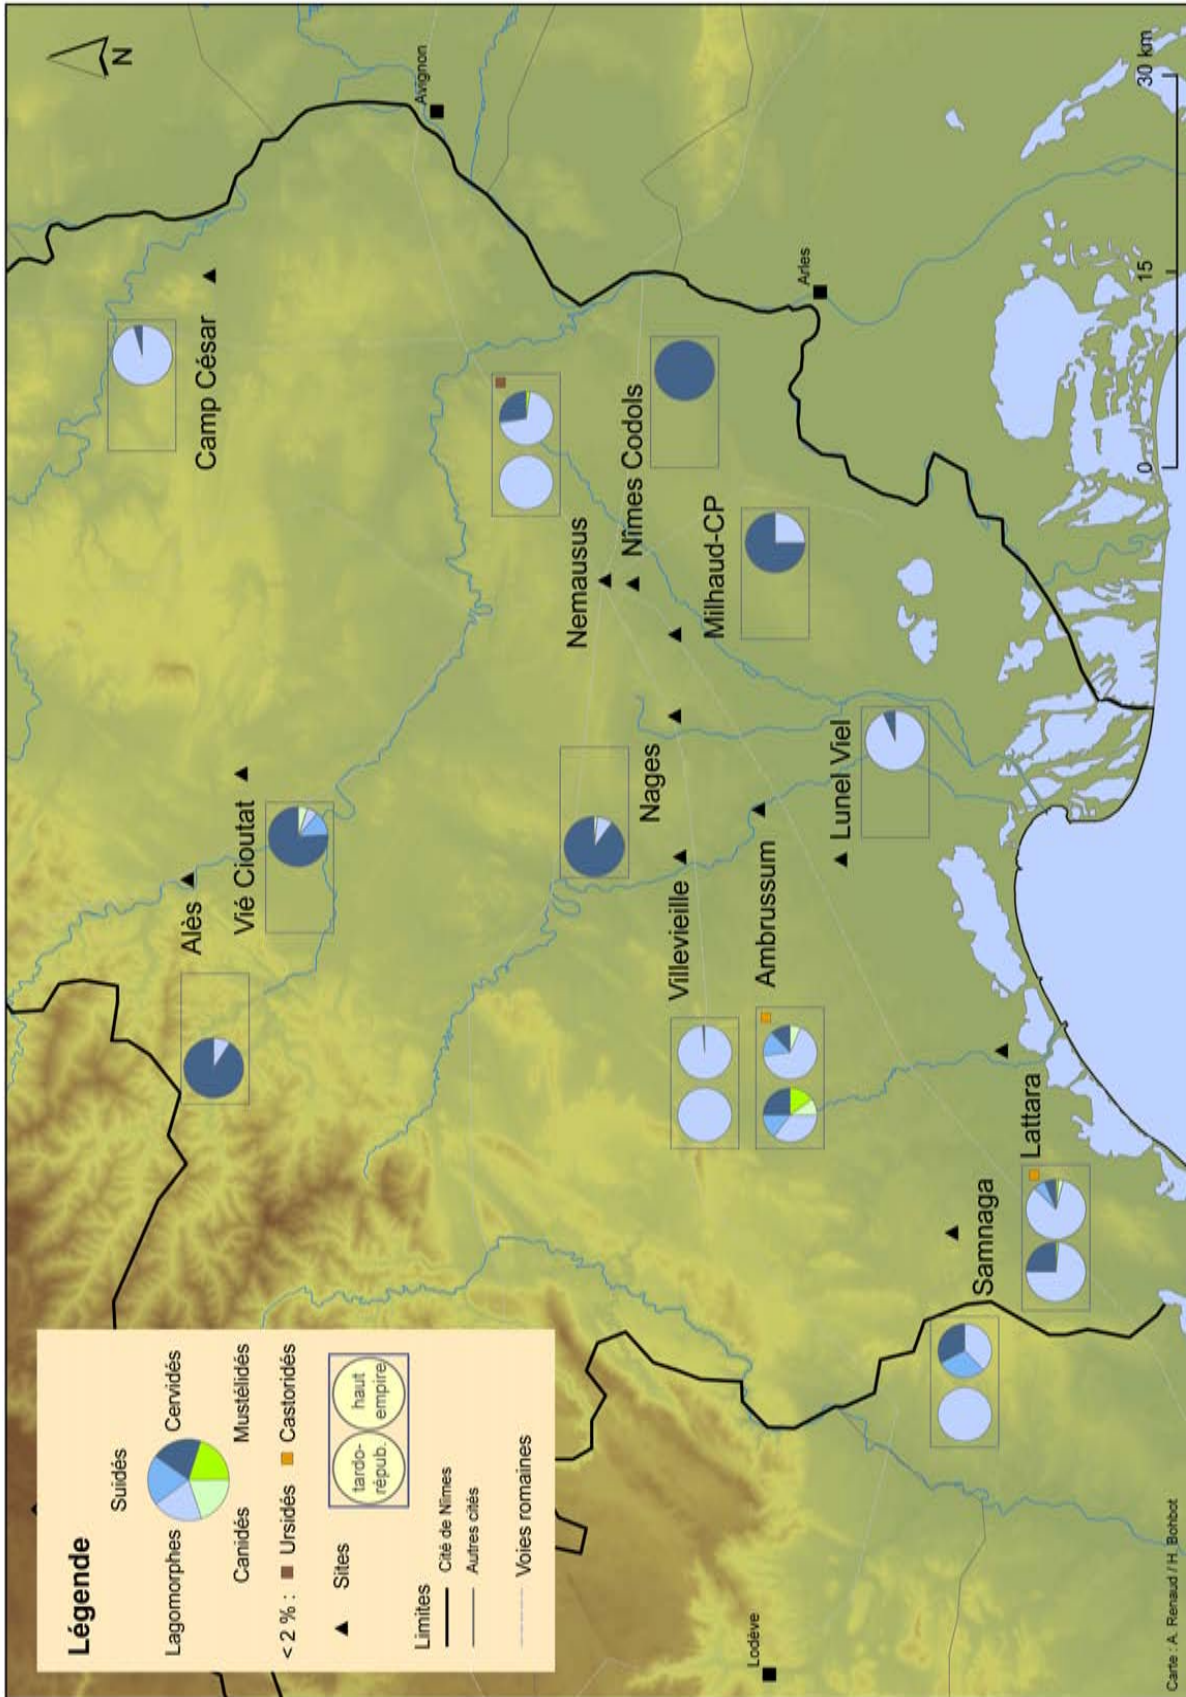 Légende
Suidés
Lagomorphes
Cervidés
Canidés
Mustélidés
< 2 % :
Ursidés
Castoridés
Sites
tardo-
répub.
haut
empire
Limites
Cité de Nîmes
Autres cités
Voies romaines
N
Alès
Vié Cioutat
Camp César
Avignon
Nemausus
Nîmes Codols
Milhaud-CP
Nages
Villevieille
Ambrussum
Lunel Viel
Arles
Samnaga
Lattara
Lodève
0
15
30 km
Carte : A. Renaud / H. Bohbot